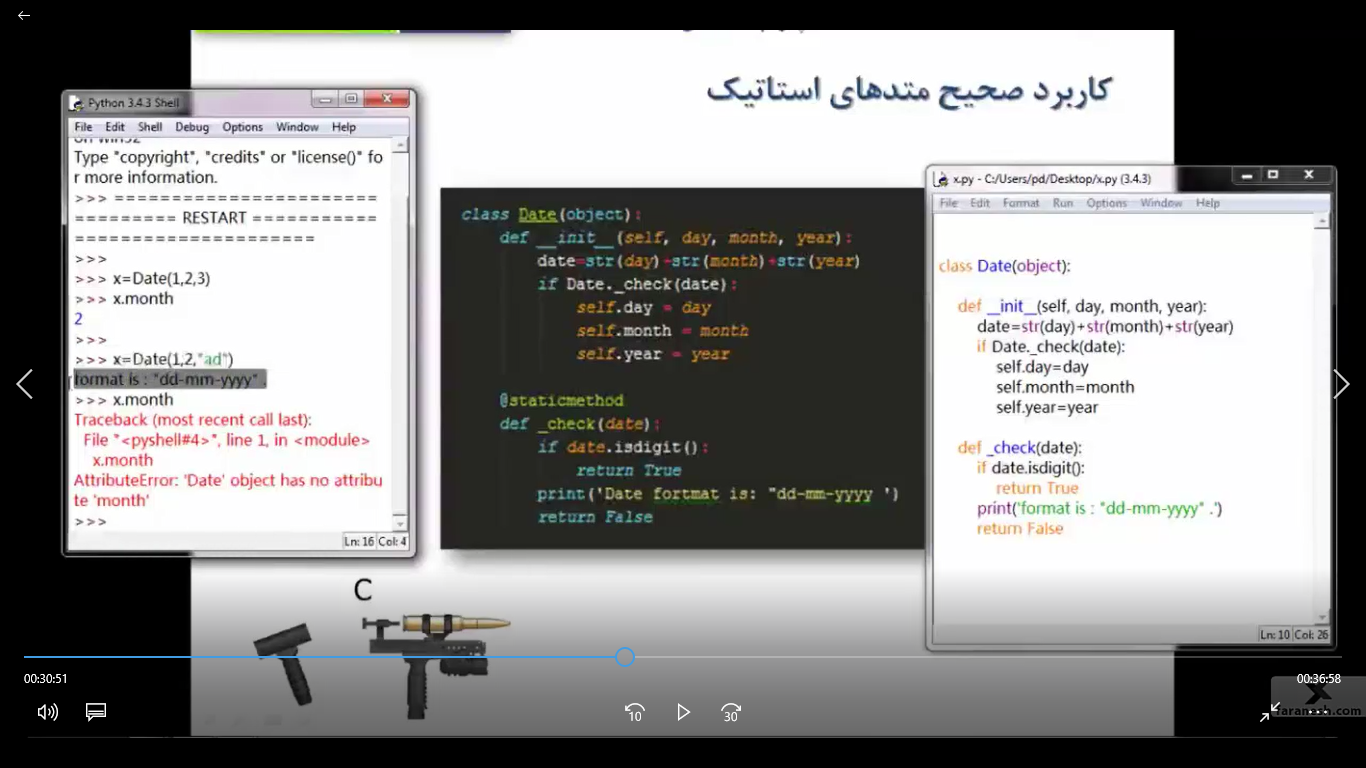 کاربرد صحیح متدهای استاتیک
Python 3.4.3 Shell
File Edit Shell Debug Options Window Help
on win32
Type "copyright", "credits" or "license()" fo
r more information.
>>> ========================
========= RESTART ===========
=====================
>>>
>>> x=Date(1,2,3)
>>> x.month
2
>>>
>>> x=Date(1,2,"ad")
format is : "dd-mm-yyyy" .
>>> x.month
Traceback (most recent call last):
File "<pyshell#4>", line 1, in <module>
x.month
AttributeError: 'Date' object has no attribu
te 'month'
>>>
Ln: 16 Col: 4
class Date(object):
def __init__(self, day, month, year):
date=str(day)+str(month)+str(year)
if Date._check(date):
self.day = day
self.month = month
self.year = year
@staticmethod
def _check(date):
if date.isdigit():
return True
print('Date fortmat is: "dd-mm-yyyy ')
return False
x.py - C:/Users/pd/Desktop/x.py (3.4.3)
File Edit Format Run Options Window Help
class Date(object):
def __init__(self, day, month, year):
date=str(day)+str(month)+str(year)
if Date._check(date):
self.day=day
self.month=month
self.year=year
def _check(date):
if date.isdigit():
return True
print('format is : "dd-mm-yyyy" .')
return False
Ln: 10 Col: 26
C
00:30:51
00:36:58
10
30
faranesh.com